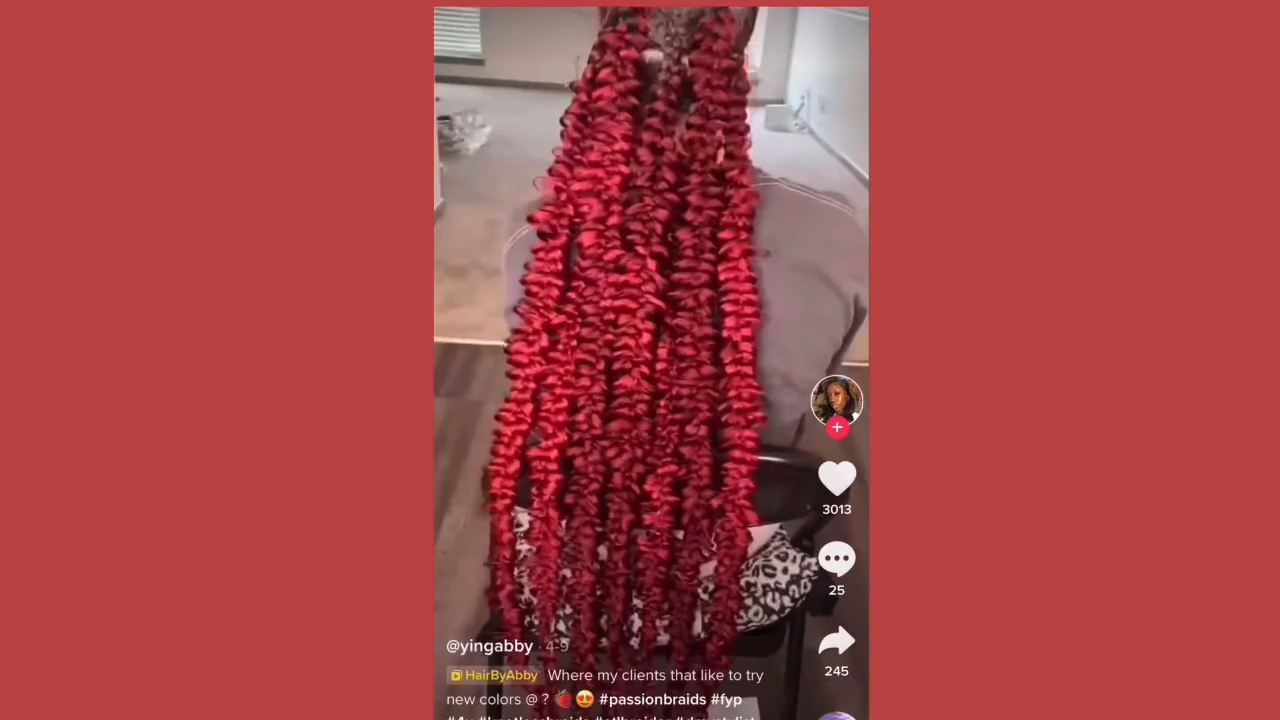 3013
25
245
@yingabby · 4-9
HairByAbby Where my clients that like to try
new colors @ ? 🍓 😍 #passionbraids #fyp